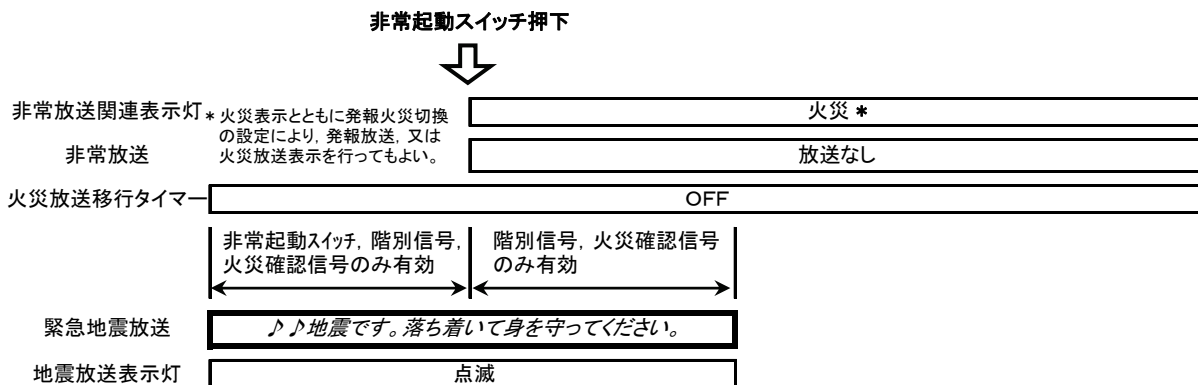 非常起動スイッチ押下
非常放送関連表示灯
* 火災表示とともに発報火災切換
の設定により, 発報放送, 又は
火災放送表示を行ってもよい。
火災 *
非常放送
放送なし
火災放送移行タイマー
OFF
非常起動スイッチ, 階別信号,
火災確認信号のみ有効
階別信号, 火災確認信号
のみ有効
緊急地震放送
♪♪地震です。落ち着いて身を守ってください。
地震放送表示灯
点滅